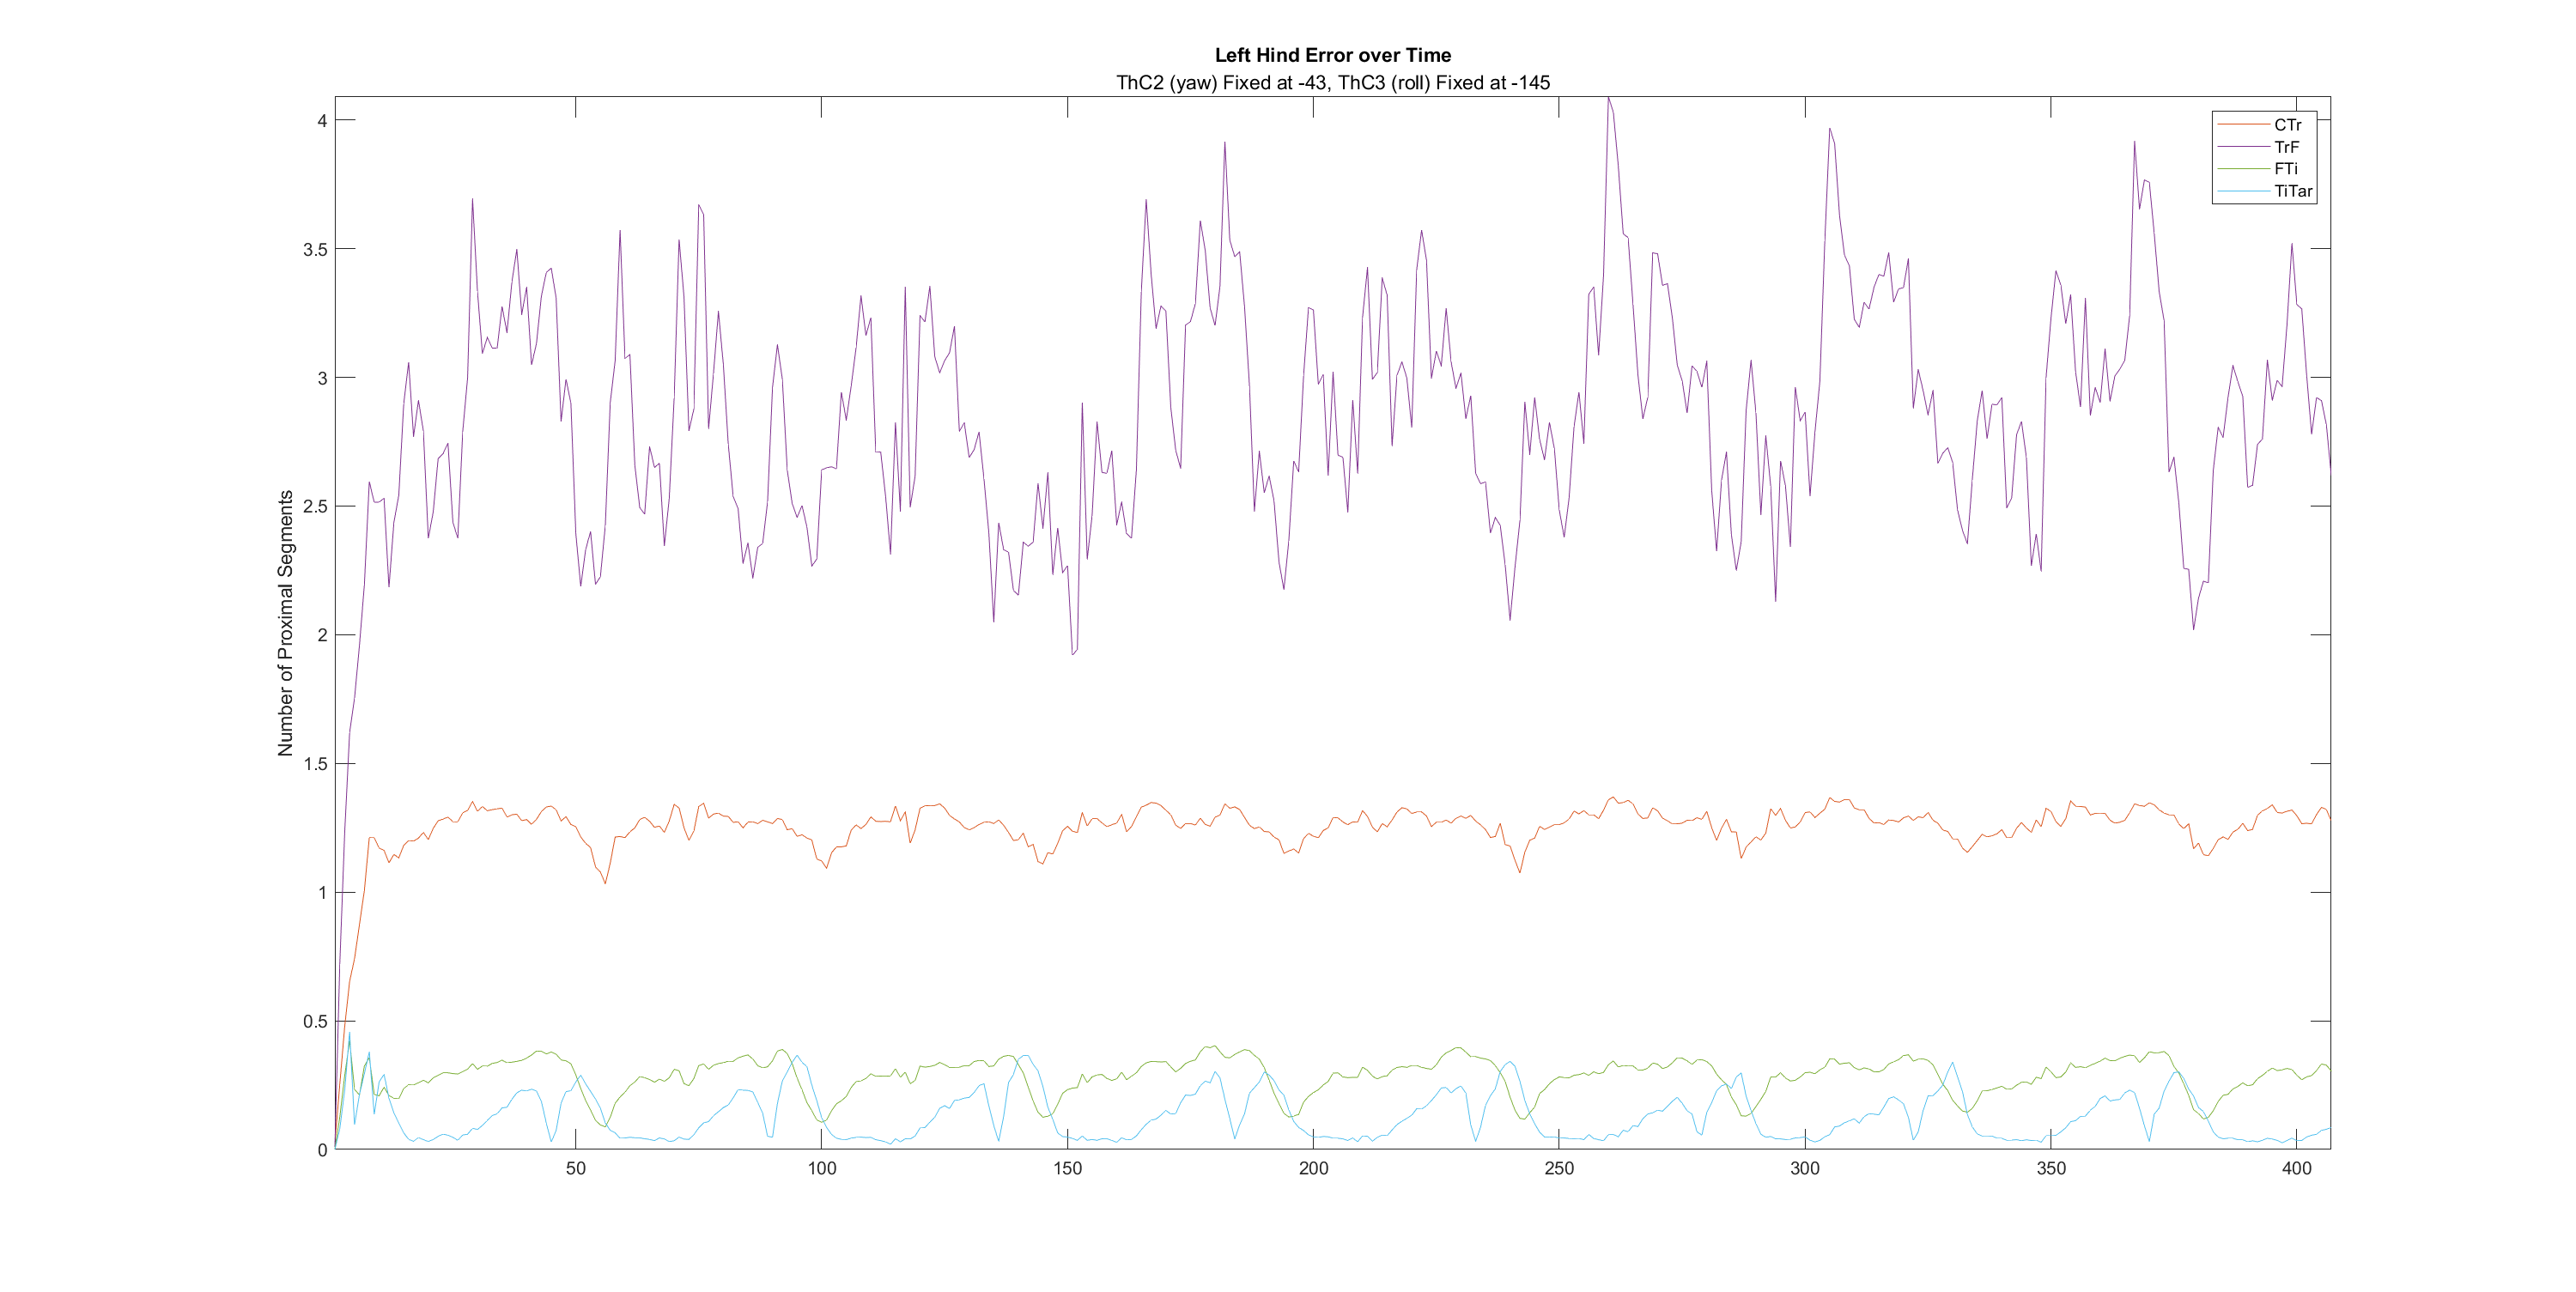 Left Hind Error over Time
ThC2 (yaw) Fixed at -43, ThC3 (roll) Fixed at -145
CTr
TrF
FTi
TiTar
Number of Proximal Segments
4
3.5
3
2.5
2
1.5
1
0.5
0
50
100
150
200
250
300
350
400